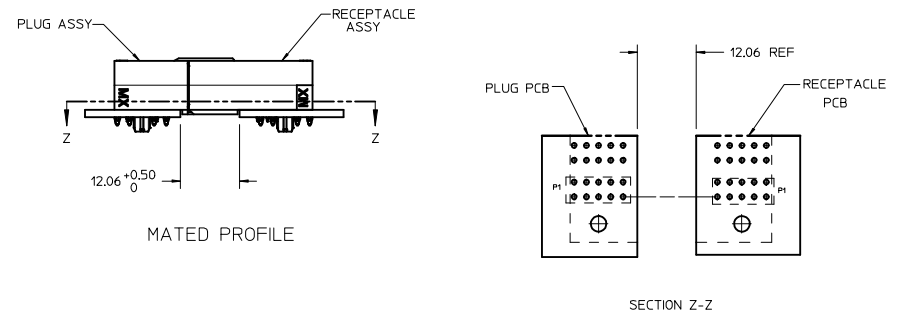 PLUG ASSY
RECEPTACLE
ASSY
MX
XW
Z
Z
12.06 +0.50
0
MATED PROFILE
12.06 REF
PLUG PCB
RECEPTACLE
PCB
P1
P1
SECTION Z-Z